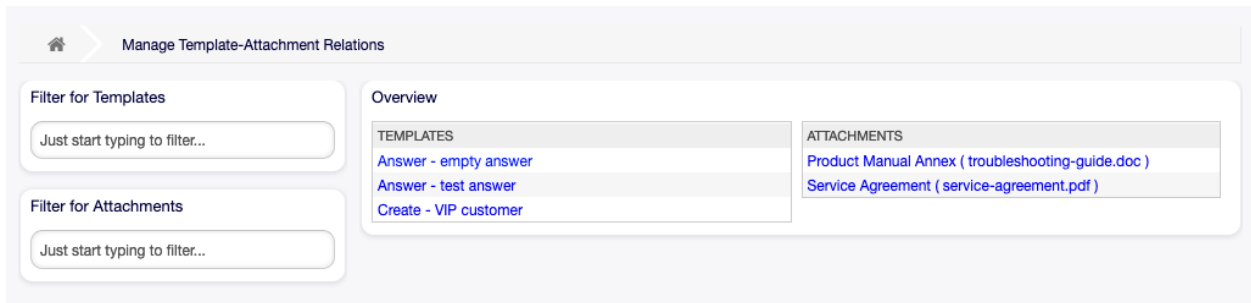 Manage Template-Attachment Relations
Filter for Templates
Just start typing to filter...
Filter for Attachments
Just start typing to filter...
Overview
TEMPLATES
Answer - empty answer
Answer - test answer
Create - VIP customer
ATTACHMENTS
Product Manual Annex ( troubleshooting-guide.doc )
Service Agreement ( service-agreement.pdf )